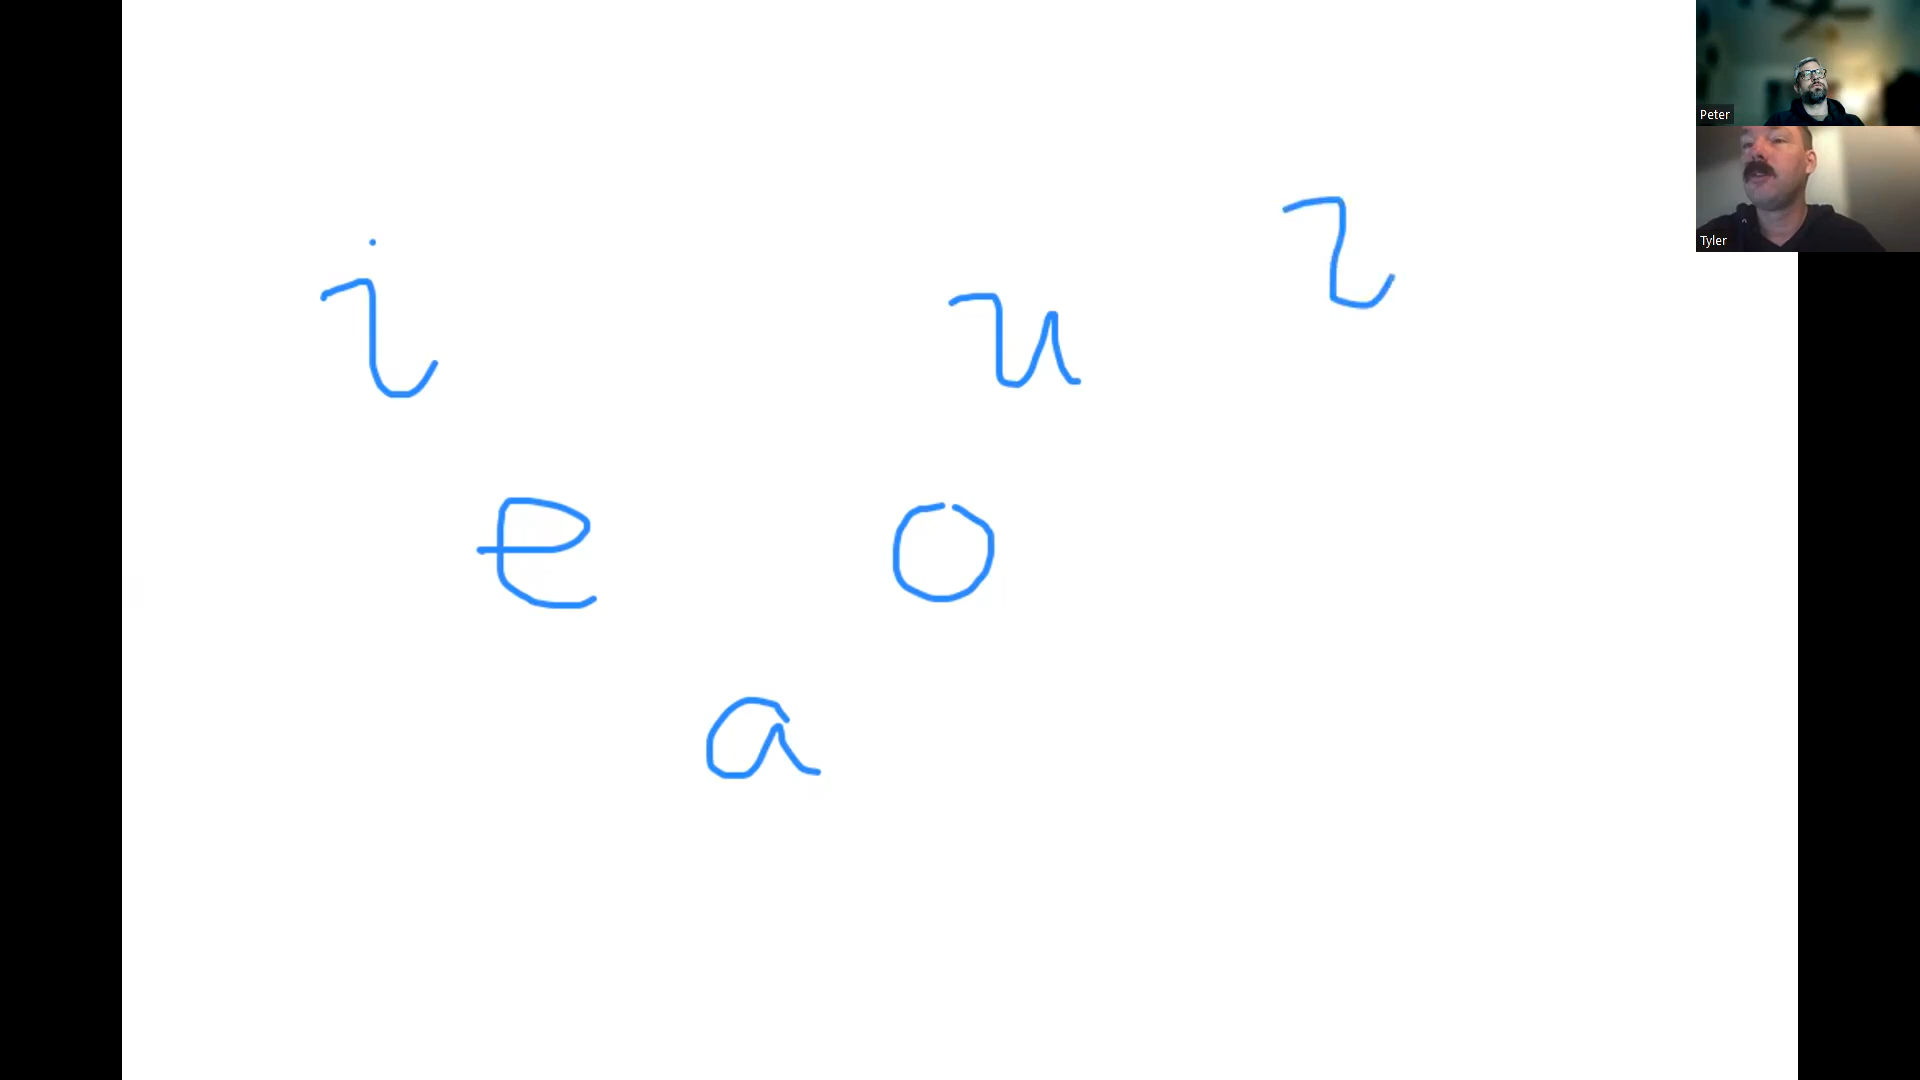 Peter
Tyler
i u ı
e o
a